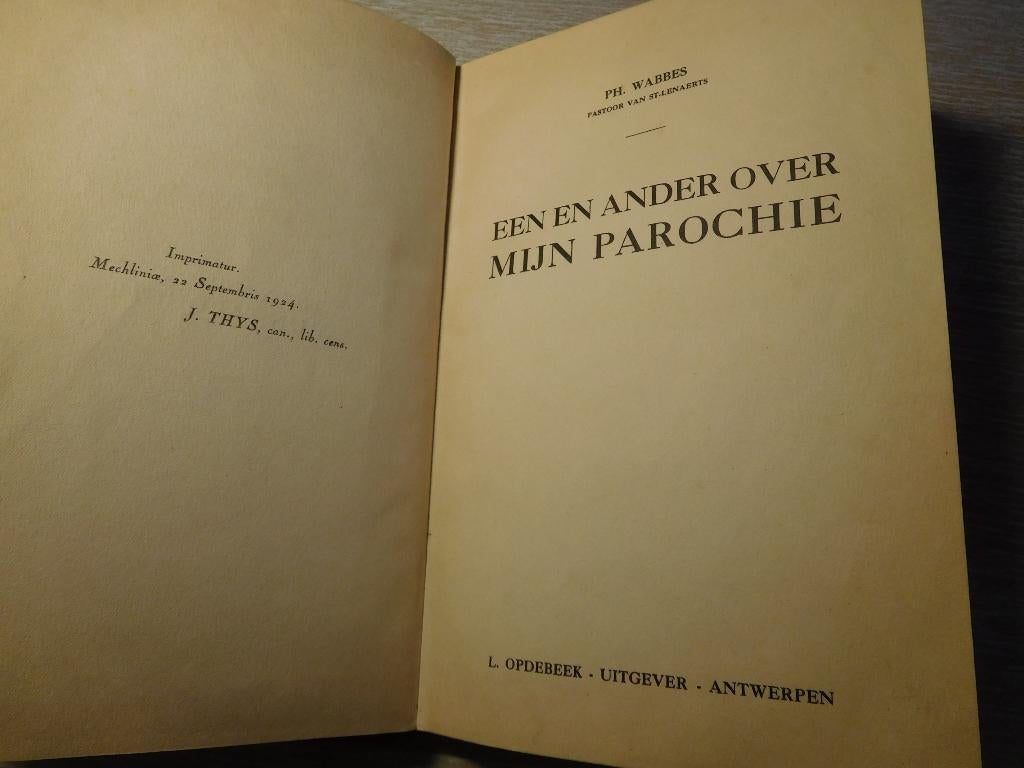 Imprimatur.
Mechliniæ, 22 Septembris 1924.
J. THYS, can., lib. cens.
PH. WABBES
PASTOOR VAN ST.LENAERTS
EEN EN ANDER OVER
MIJN PAROCHIE
L. OPDEBEEK - UITGEVER - ANTWERPEN